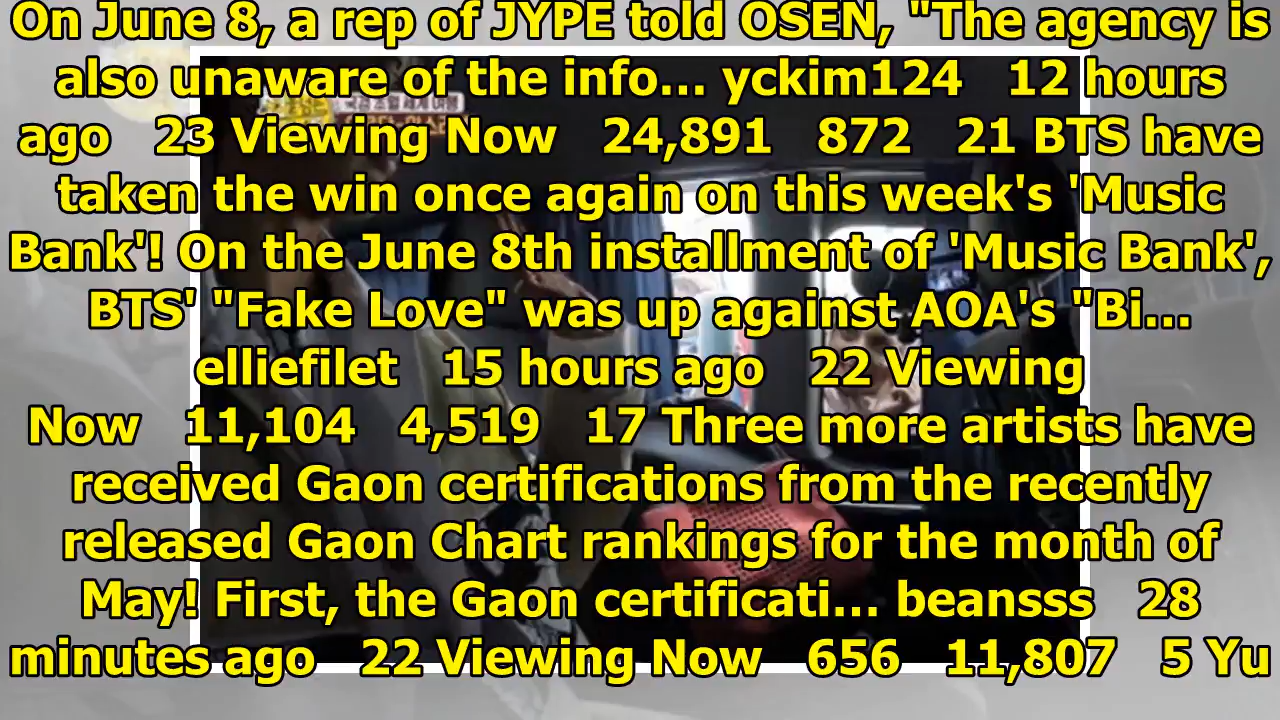 On June 8, a rep of JYPE told OSEN, "The agency is
also unaware of the info... yckim124 12 hours
ago 23 Viewing Now 24,891 872 21 BTS have
taken the win once again on this week's 'Music
Bank'! On the June 8th installment of 'Music Bank',
BTS' "Fake Love" was up against AOA's "Bi...
elliefilet 15 hours ago 22 Viewing
Now 11,104 4,519 17 Three more artists have
received Gaon certifications from the recently
released Gaon Chart rankings for the month of
May! First, the Gaon certificati... beansss 28
minutes ago 22 Viewing Now 656 11,807 5 Yu